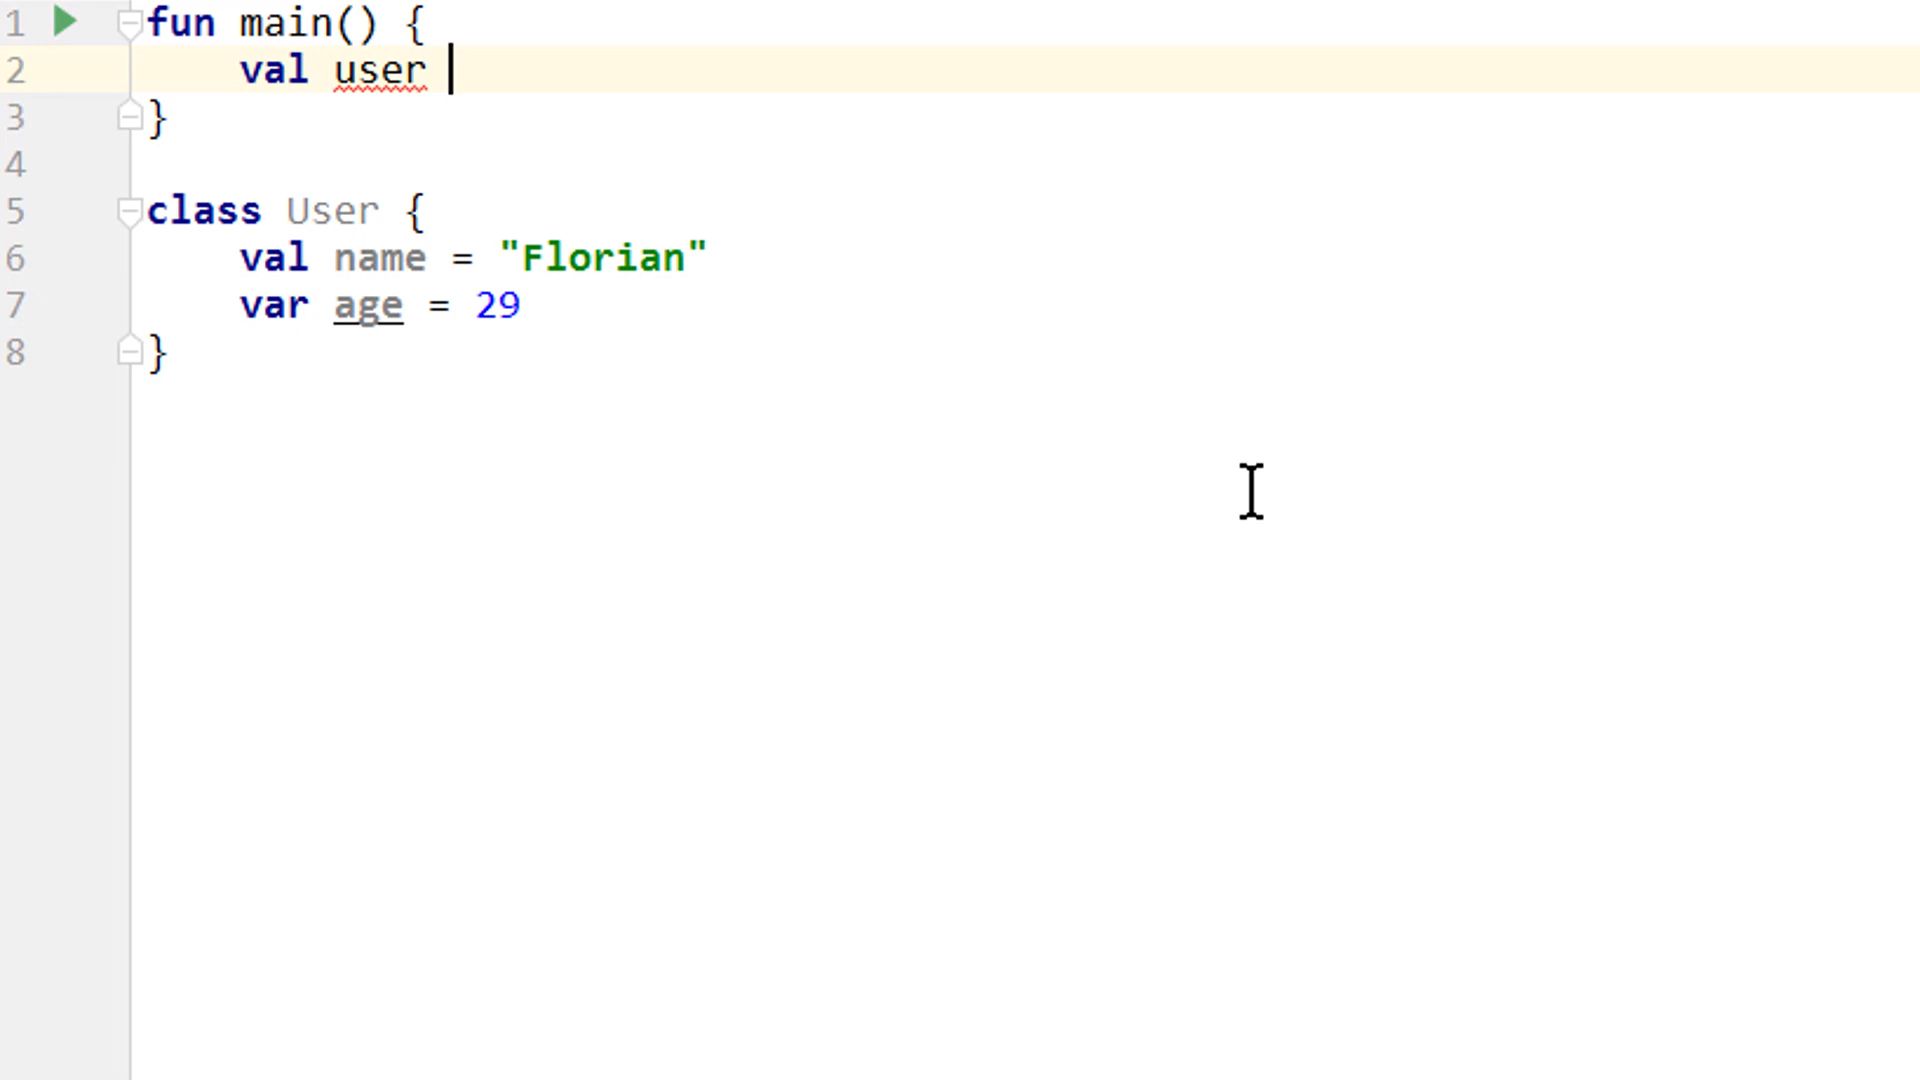 1 fun main() {
2     val user
3 }
4
5 class User {
6     val name = "Florian"
7     var age = 29
8 }